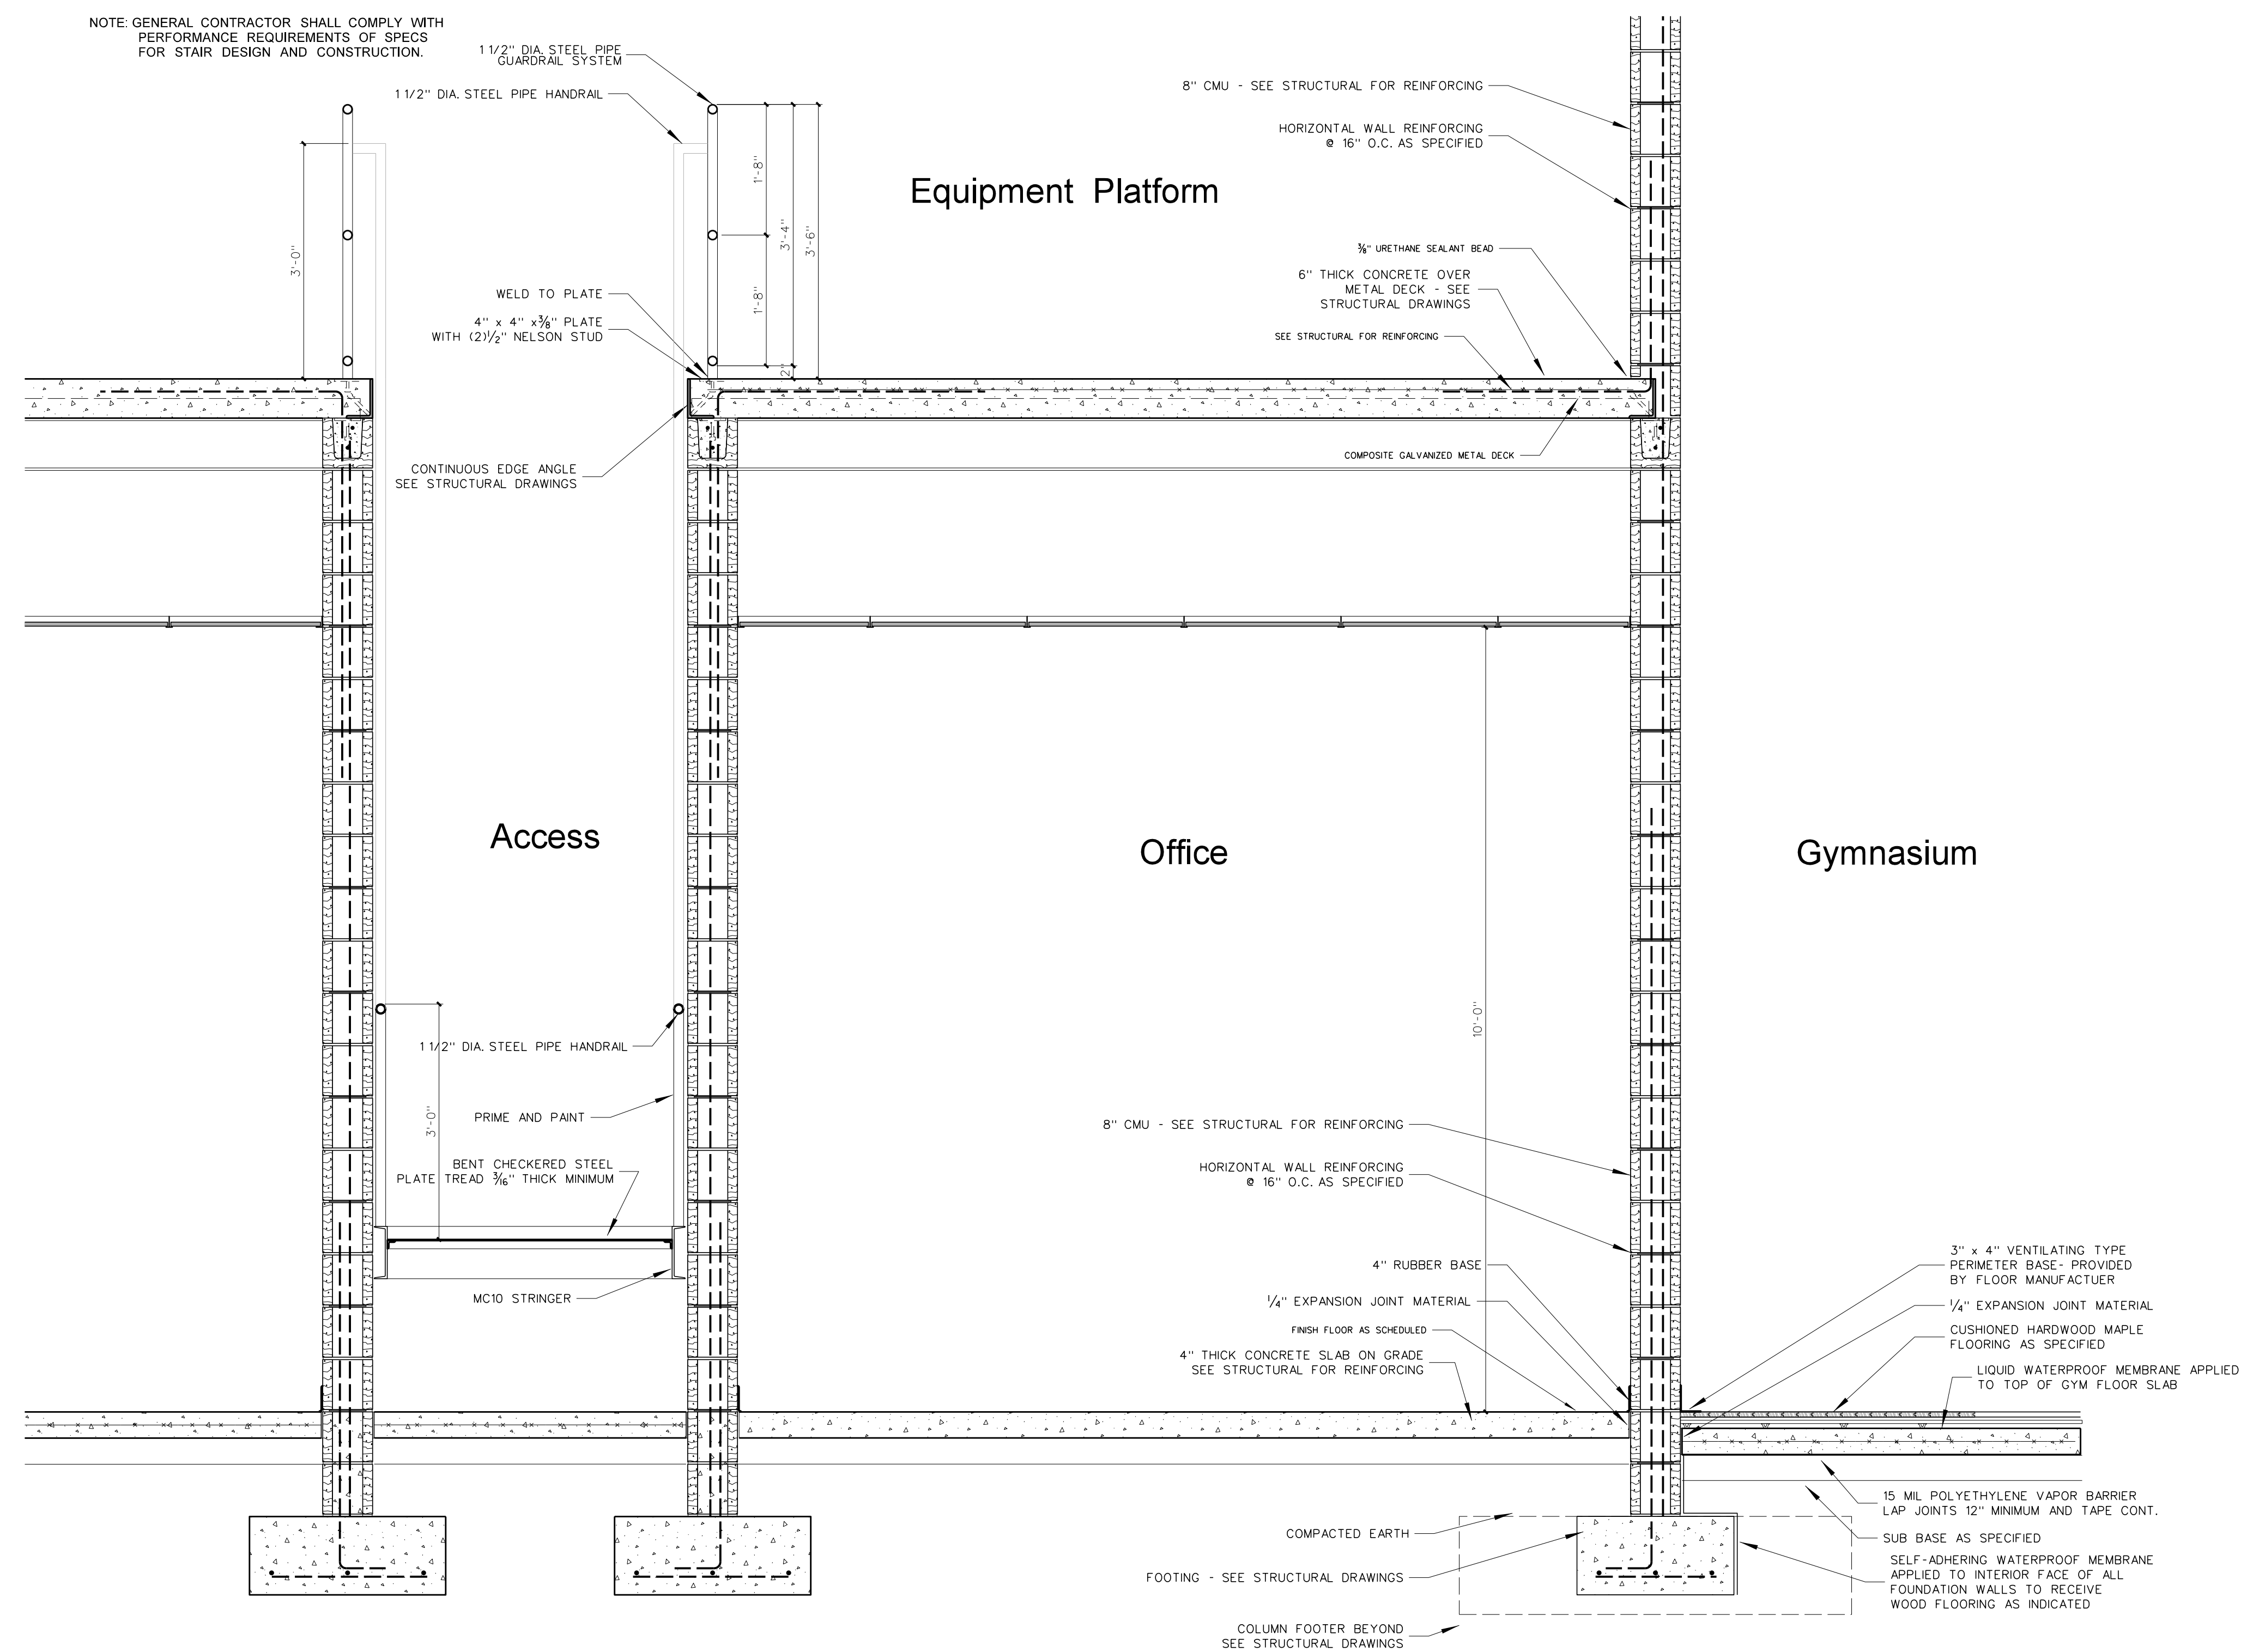 NOTE: GENERAL CONTRACTOR SHALL COMPLY WITH
PERFORMANCE REQUIREMENTS OF SPECS
FOR STAIR DESIGN AND CONSTRUCTION.
1 1/2" DIA. STEEL PIPE
GUARDRAIL SYSTEM
1 1/2" DIA. STEEL PIPE HANDRAIL
8" CMU - SEE STRUCTURAL FOR REINFORCING
HORIZONTAL WALL REINFORCING
@ 16" O.C. AS SPECIFIED
Equipment Platform
3'-0"
1'-8"
3'-4"
3'-6"
1'-8"
2"
WELD TO PLATE
4" x 4" x 3/8" PLATE
WITH (2) 1/2" NELSON STUD
3/8" URETHANE SEALANT BEAD
6" THICK CONCRETE OVER
METAL DECK - SEE
STRUCTURAL DRAWINGS
SEE STRUCTURAL FOR REINFORCING
COMPOSITE GALVANIZED METAL DECK
CONTINUOUS EDGE ANGLE
SEE STRUCTURAL DRAWINGS
Access
Office
Gymnasium
1 1/2" DIA. STEEL PIPE HANDRAIL
PRIME AND PAINT
3'-0"
10'-0"
BENT CHECKERED STEEL
PLATE TREAD 3/16" THICK MINIMUM
MC10 STRINGER
8" CMU - SEE STRUCTURAL FOR REINFORCING
HORIZONTAL WALL REINFORCING
@ 16" O.C. AS SPECIFIED
4" RUBBER BASE
1/4" EXPANSION JOINT MATERIAL
FINISH FLOOR AS SCHEDULED
4" THICK CONCRETE SLAB ON GRADE
SEE STRUCTURAL FOR REINFORCING
3" x 4" VENTILATING TYPE
PERIMETER BASE- PROVIDED
BY FLOOR MANUFACTUER
1/4" EXPANSION JOINT MATERIAL
CUSHIONED HARDWOOD MAPLE
FLOORING AS SPECIFIED
LIQUID WATERPROOF MEMBRANE APPLIED
TO TOP OF GYM FLOOR SLAB
15 MIL POLYETHYLENE VAPOR BARRIER
LAP JOINTS 12" MINIMUM AND TAPE CONT.
SUB BASE AS SPECIFIED
SELF-ADHERING WATERPROOF MEMBRANE
APPLIED TO INTERIOR FACE OF ALL
FOUNDATION WALLS TO RECEIVE
WOOD FLOORING AS INDICATED
COMPACTED EARTH
FOOTING - SEE STRUCTURAL DRAWINGS
COLUMN FOOTER BEYOND
SEE STRUCTURAL DRAWINGS